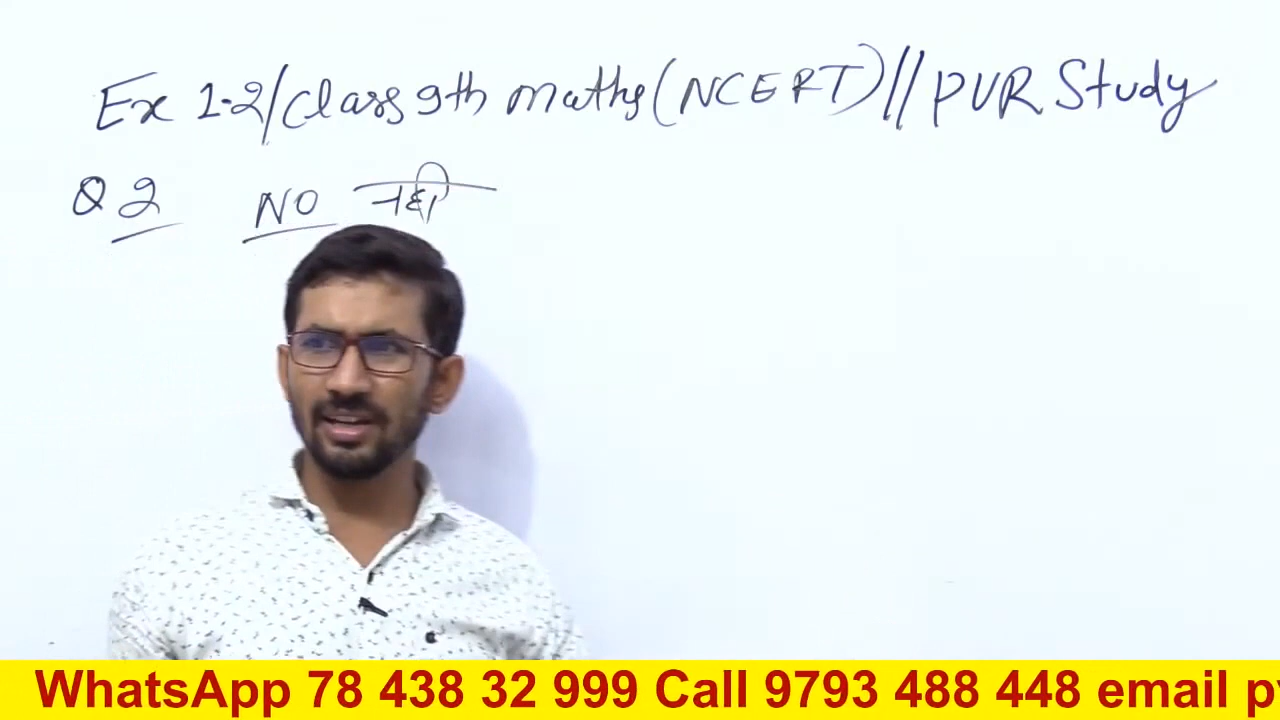 Ex 1.2/Class 9th maths (NCERT)//PVR Study
Q 2 NO नही
WhatsApp 78 438 32 999 Call 9793 488 448 email